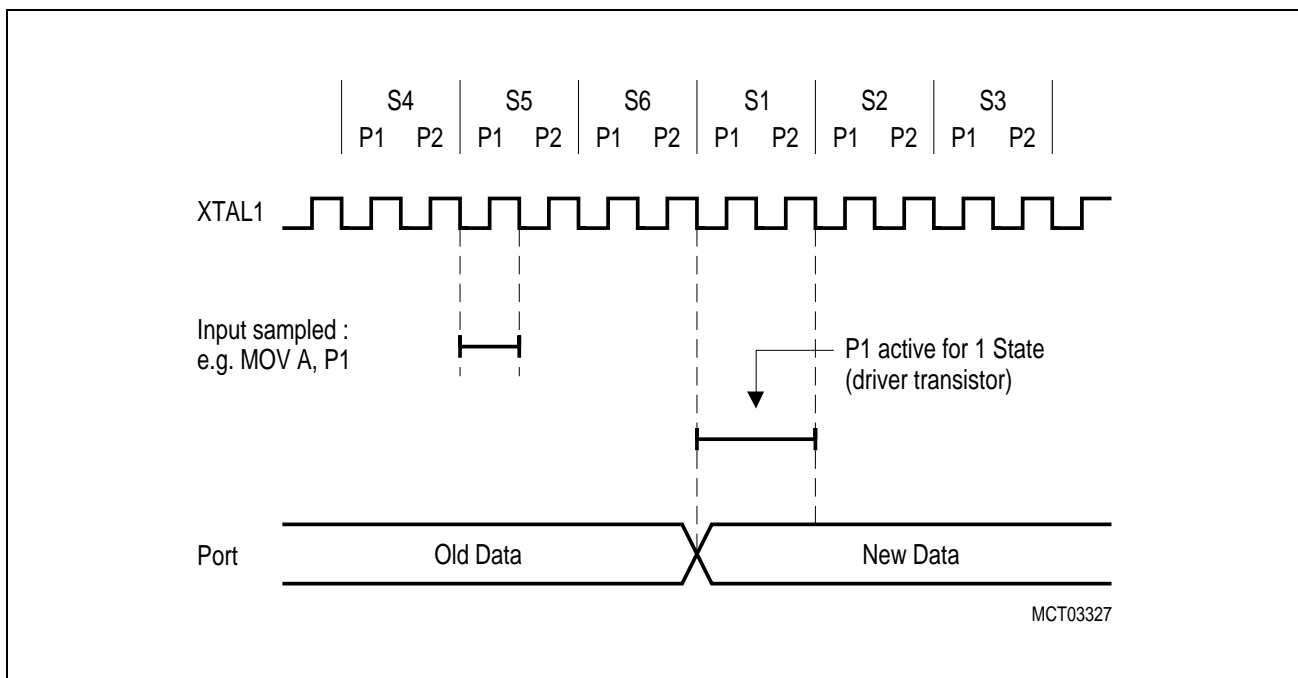 S4 S5 S6 S1 S2 S3
P1 P2 P1 P2 P1 P2 P1 P2 P1 P2 P1 P2
XTAL1
Input sampled :
e.g. MOV A, P1
P1 active for 1 State
(driver transistor)
Port Old Data New Data
MCT03327